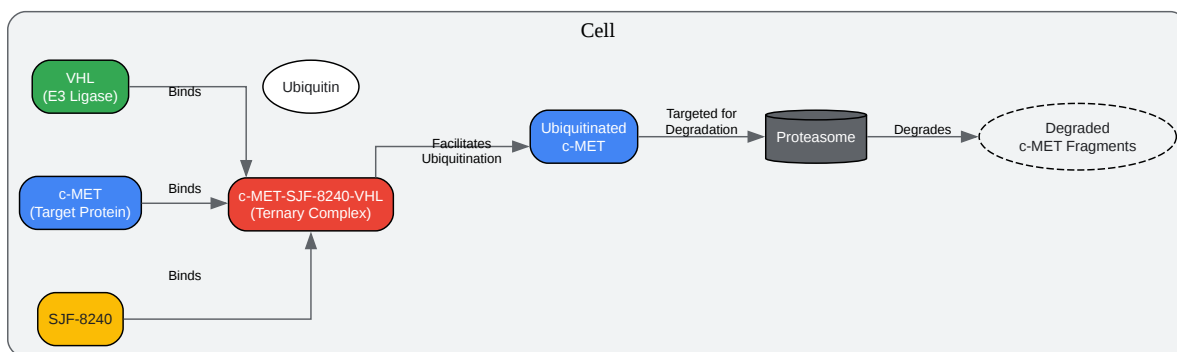 Cell
VHL
(E3 Ligase)
Binds
Ubiquitin
c-MET
(Target Protein)
Binds
SJF-8240
Binds
c-MET-SJF-8240-VHL
(Ternary Complex)
Facilitates
Ubiquitination
Ubiquitinated
c-MET
Targeted for
Degradation
Proteasome
Degrades
Degraded
c-MET Fragments